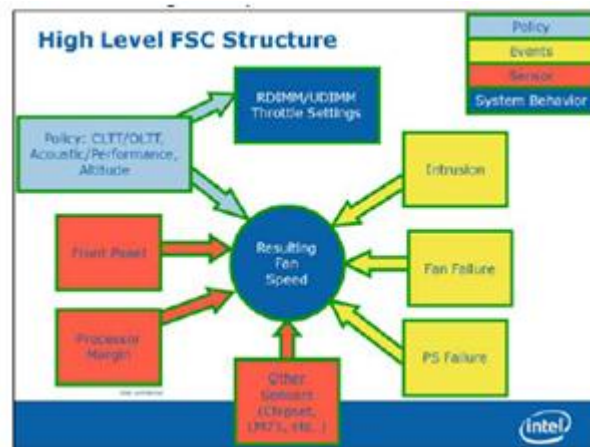 High Level FSC Structure
Policy
Events
Sensor
System Behavior
RDIMM/UDIMM
Throttle Settings
Policy: CLTT/OLTT,
Acoustic/Performance,
Altitude
Intrusion
Front Panel
Resulting
Fan
Speed
Fan Failure
Processor
Margin
PS Failure
Other
Sensors
(Chipset,
LM75, etc..)
intel